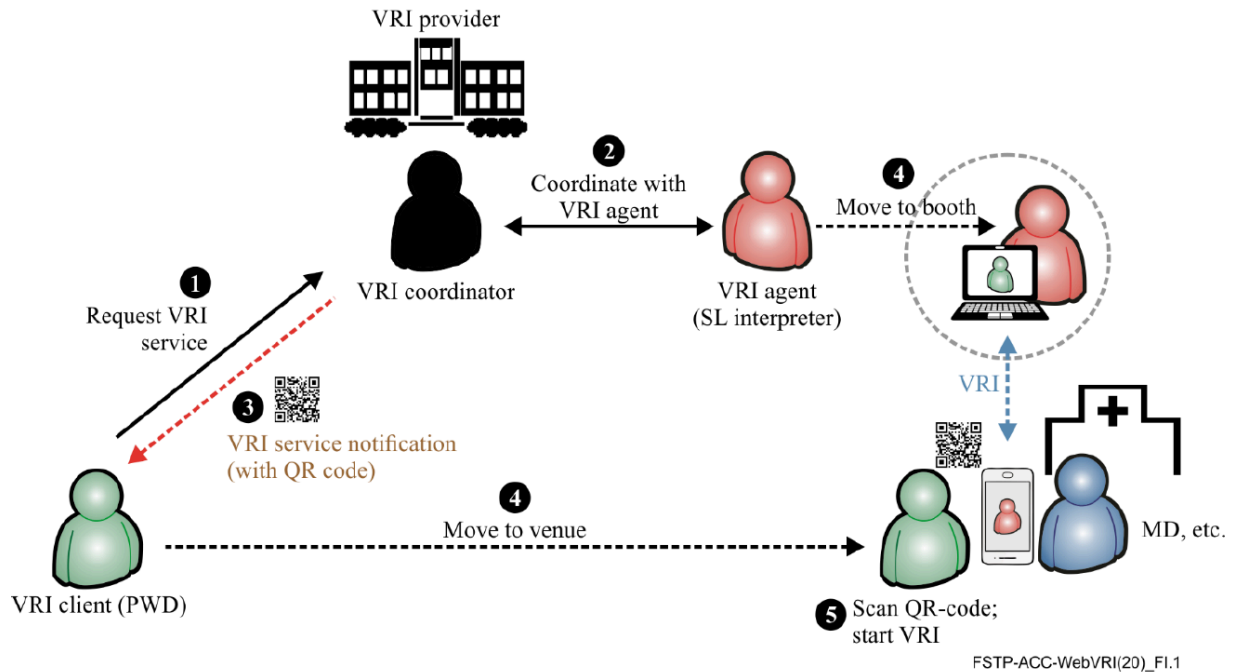 VRI provider
2
Coordinate with
VRI agent
4
Move to booth
VRI coordinator
VRI agent
(SL interpreter)
1
Request VRI
service
3
VRI service notification
(with QR code)
VRI
4
Move to venue
MD, etc.
VRI client (PWD)
5 Scan QR-code;
start VRI
FSTP-ACC-WebVRI(20)_FI.1